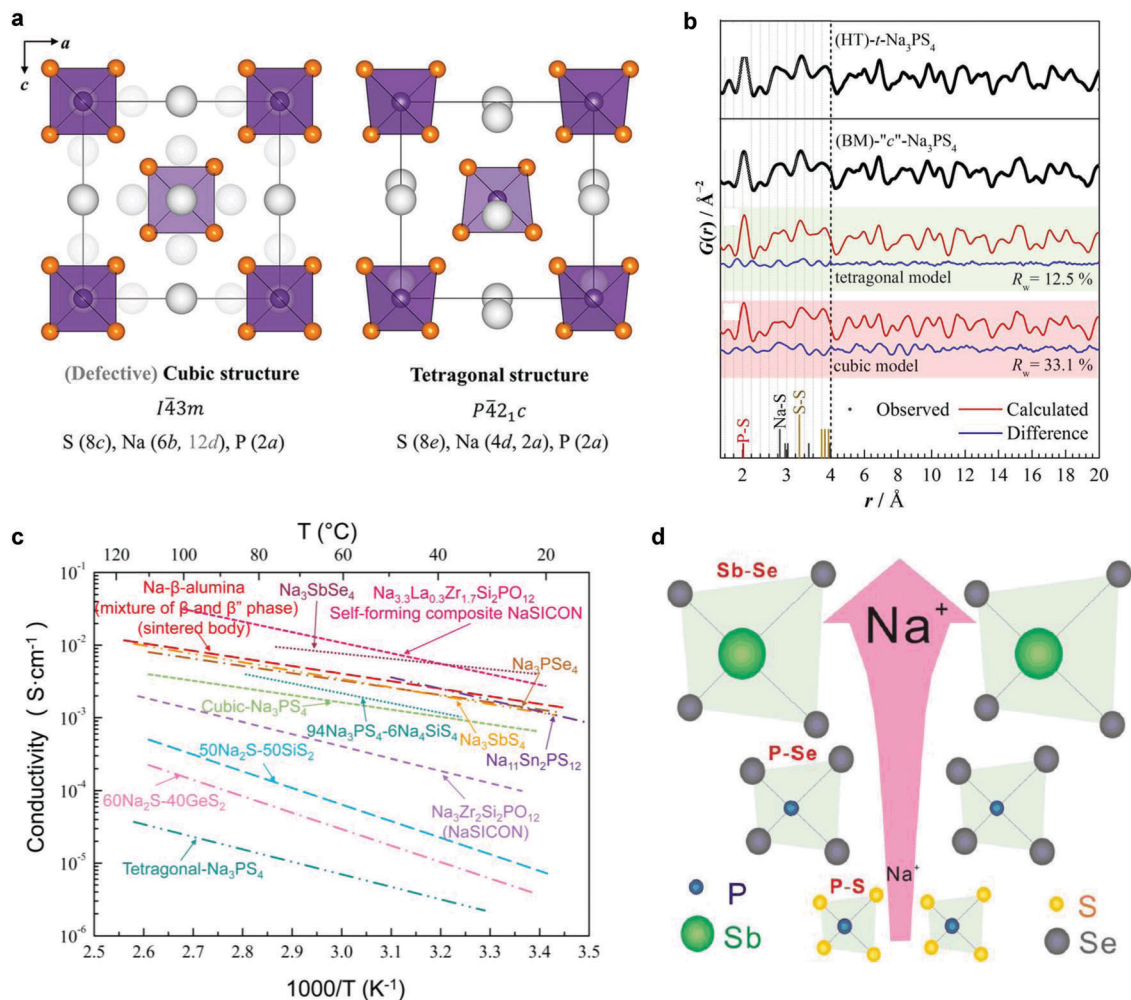 a
a
c
(Defective) Cubic structure
I4̅3m
S (8c), Na (6b, 12d), P (2a)
Tetragonal structure
P4̅2₁c
S (8e), Na (4d, 2a), P (2a)
b
G(r) / Å⁻²
(HT)-t-Na₃PS₄
(BM)-"c"-Na₃PS₄
tetragonal model
R_w = 12.5 %
cubic model
R_w = 33.1 %
Observed
Calculated
Difference
P-S
Na-S
S-S
2 3 4 6 8 10 12 14 16 18 20
r / Å
c
T (°C)
120 100 80 60 40 20
Conductivity ( S·cm⁻¹)
10⁻¹
10⁻²
10⁻³
10⁻⁴
10⁻⁵
10⁻⁶
Na-β-alumina
(mixture of β and β" phase)
(sintered body)
Na₃SbSe₄
Na₃.₃La₀.₃Zr₁.₇Si₂PO₁₂
Self-forming composite NaSICON
Na₃PSe₄
Cubic-Na₃PS₄
94Na₃PS₄-6Na₄SiS₄
Na₃SbS₄
Na₁₁Sn₂PS₁₂
50Na₂S-50SiS₂
60Na₂S-40GeS₂
Na₃Zr₂Si₂PO₁₂
(NaSICON)
Tetragonal-Na₃PS₄
2.5 2.6 2.7 2.8 2.9 3.0 3.1 3.2 3.3 3.4 3.5
1000/T (K⁻¹)
d
Sb-Se
Na⁺
P-Se
Na⁺
P-S
P
Sb
S
Se